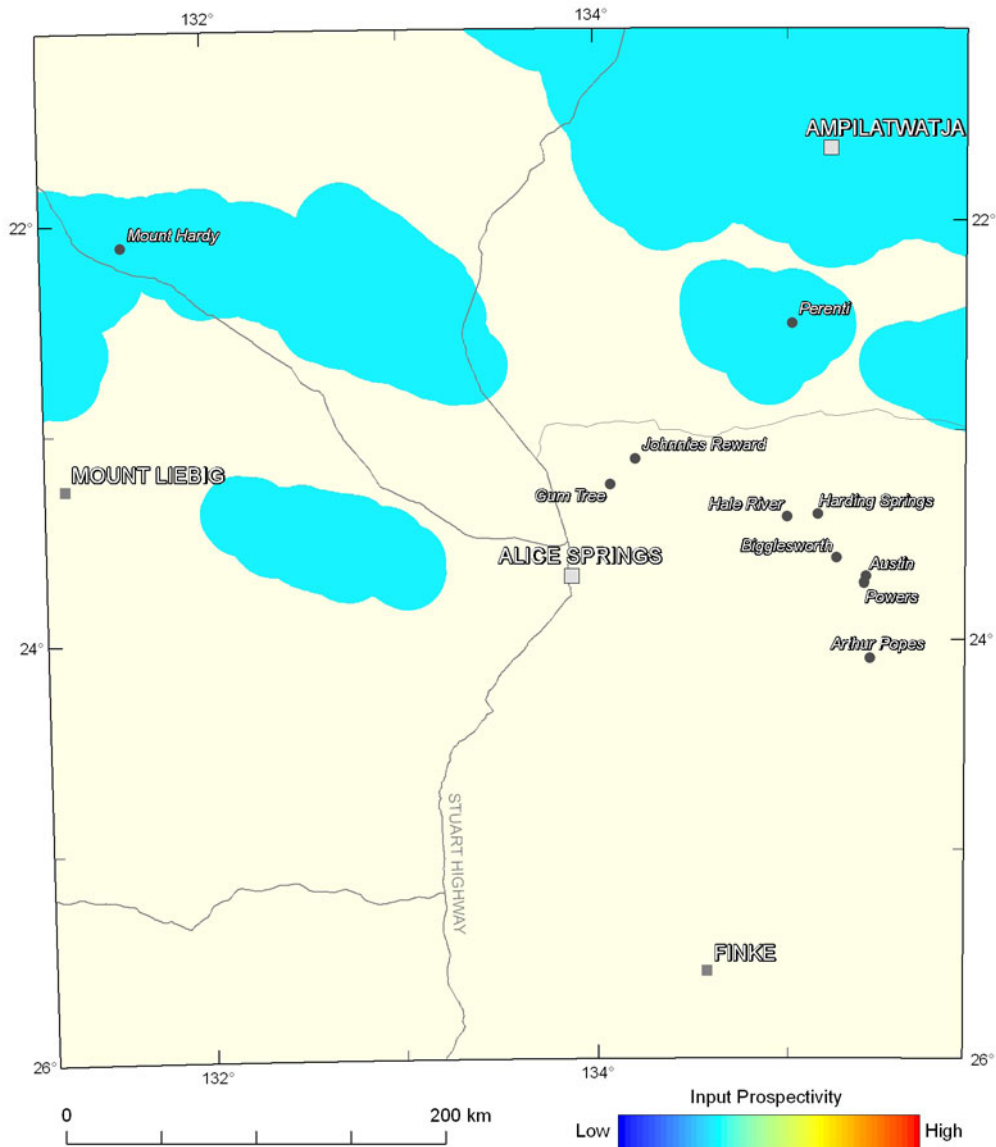 132°
134°
AMPILATWATJA
22°
22°
Mount Hardy
Perenti
Johnnies Reward
MOUNT LIEBIG
Gum Tree
Hale River
Harding Springs
Bigglesworth
ALICE SPRINGS
Austin
Powers
24°
24°
Arthur Popes
STUART HIGHWAY
FINKE
26°
26°
132°
134°
0
200 km
Input Prospectivity
Low
High